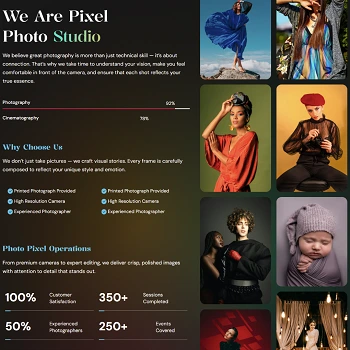 We Are Pixel
Photo Studio
We believe great photography is more than just technical skill — it's about
connection. That's why we take time to understand your vision, make you feel
comfortable in front of the camera, and ensure that each shot reflects your
true essence.
Photography 92%
Cinematography 78%
Why Choose Us
We don't just take pictures — we craft visual stories. Every frame is carefully
composed to reflect your unique style and emotion.
Printed Photograph Provided Printed Photograph Provided
High Resolution Camera High Resolution Camera
Experienced Photographer Experienced Photographer
Photo Pixel Operations
From premium cameras to expert editing, we deliver crisp, polished images
with attention to detail that stands out.
100% Customer Satisfaction 350+ Sessions Completed
50% Experienced Photographers 250+ Events Covered